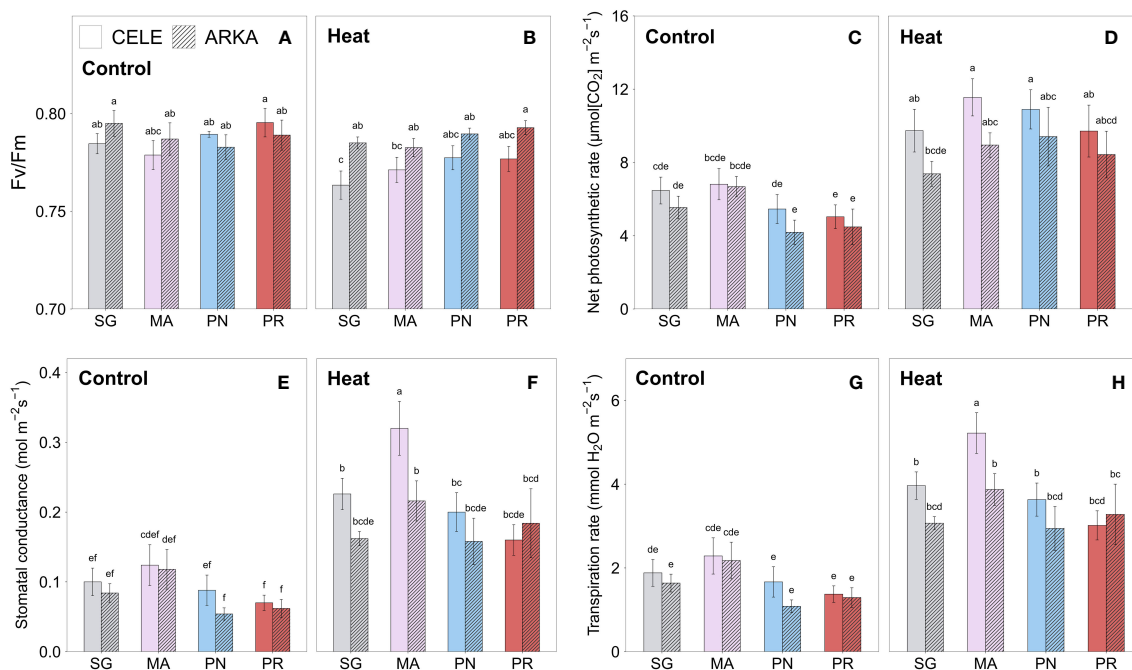 CELE ARKA A
Control
Heat B
Fv/Fm
0.80
0.75
0.70
ab a abc ab ab ab a ab
c ab bc ab abc ab abc a
SG MA PN PR
SG MA PN PR
Control C
Heat D
Net photosynthetic rate (μmol[CO₂] m⁻²s⁻¹)
16
12
8
4
0
cde de bcde bcde de e e e
ab bcde a abc ab abc ab abcd
SG MA PN PR
SG MA PN PR
Control E
Heat F
Stomatal conductance (mol m⁻²s⁻¹)
0.4
0.3
0.2
0.1
0.0
ef ef cdef def ef f f f
b bcde a b bc bcde bcde bcd
SG MA PN PR
SG MA PN PR
Control G
Heat H
Transpiration rate (mmol H₂O m⁻²s⁻¹)
6
4
2
0
de e cde cde e e e e
b bcd a b b bcd bcd bc
SG MA PN PR
SG MA PN PR